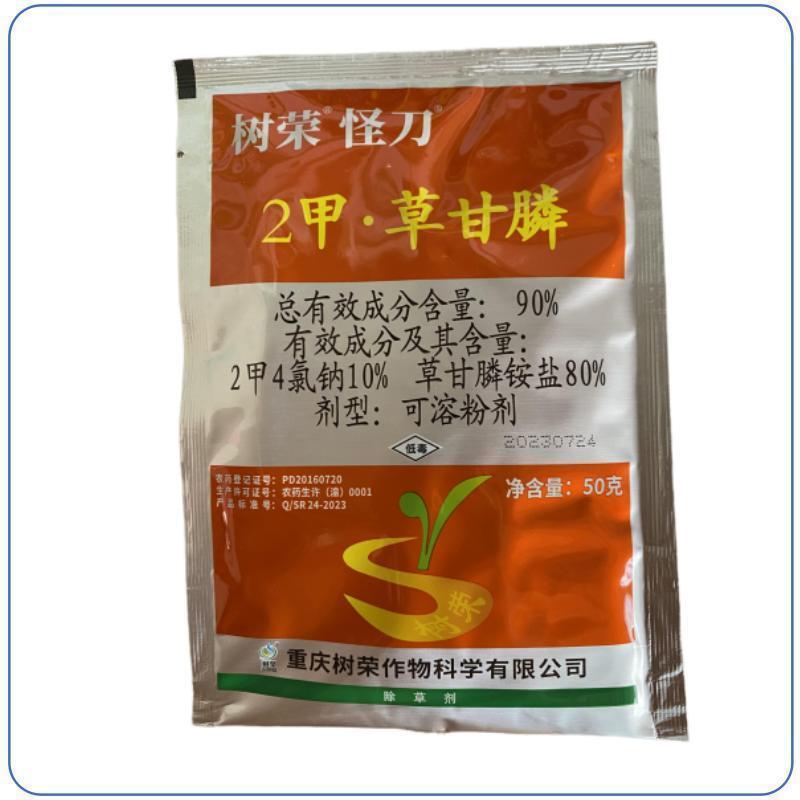 树荣® 怪刀®
2甲·草甘膦
总有效成分含量： 90%
有效成分及其含量：
2甲4氯钠10% 草甘膦铵盐80%
剂型：可溶粉剂
低毒
20230724
农药登记证号：PD20160720
生产许可证号：农药生许（渝）0001
产品标准号：Q/SR 24-2023
净含量：50克
树荣
树荣
重庆树荣作物科学有限公司
除草剂